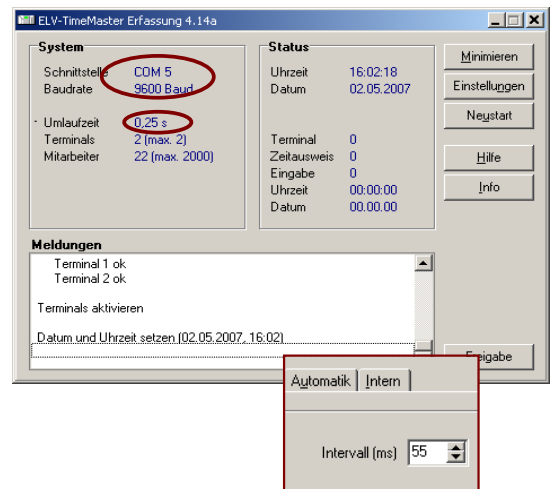 ELV-TimeMaster Erfassung 4.14a
System
Schnittstelle COM 5
Baudrate 9600 Baud
- Umlaufzeit 0,25 s
Terminals 2 (max. 2)
Mitarbeiter 22 (max. 2000)
Status
Uhrzeit 16:02:18
Datum 02.05.2007
Terminal 0
Zeitausweis 0
Eingabe 0
Uhrzeit 00:00:00
Datum 00.00.00
Minimieren
Einstellungen
Neustart
Hilfe
Info
Meldungen
Terminal 1 ok
Terminal 2 ok
Terminals aktivieren
Datum und Uhrzeit setzen (02.05.2007, 16:02)
Freigabe
Automatik Intern
Intervall (ms) 55